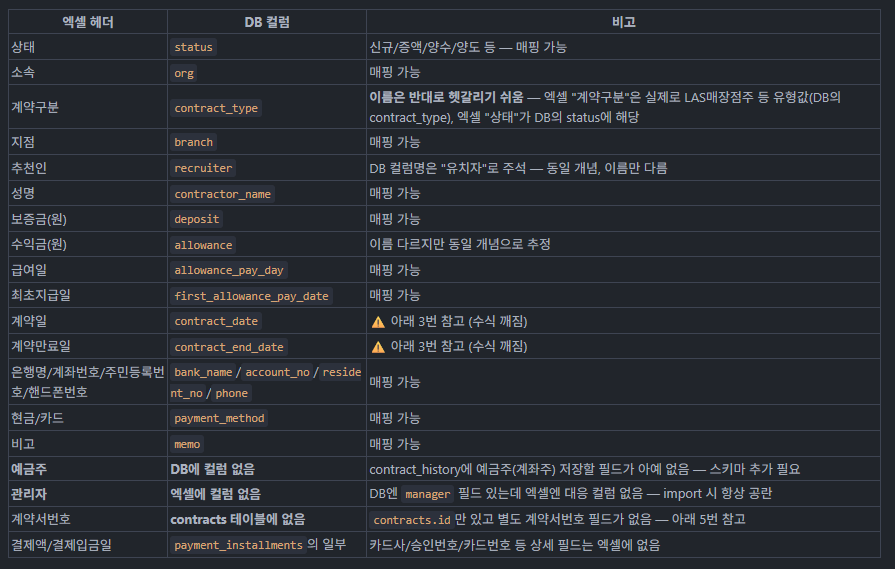 엑셀 헤더 DB 컬럼 비고
상태 status 신규/증액/양수/양도 등 — 매핑 가능
소속 org 매핑 가능
계약구분 contract_type 이름은 반대로 헷갈리기 쉬움 — 엑셀 "계약구분"은 실제로 LAS매장점주 등 유형값(DB의
contract_type), 엑셀 "상태"가 DB의 status에 해당
지점 branch 매핑 가능
추천인 recruiter DB 컬럼명은 "유치자"로 주석 — 동일 개념, 이름만 다름
성명 contractor_name 매핑 가능
보증금(원) deposit 매핑 가능
수익금(원) allowance 이름 다르지만 동일 개념으로 추정
급여일 allowance_pay_day 매핑 가능
최초지급일 first_allowance_pay_date 매핑 가능
계약일 contract_date ⚠ 아래 3번 참고 (수식 깨짐)
계약만료일 contract_end_date ⚠ 아래 3번 참고 (수식 깨짐)
은행명/계좌번호/주민등록번 bank_name / account_no / reside
호/핸드폰번호 nt_no / phone 매핑 가능
현금/카드 payment_method 매핑 가능
비고 memo 매핑 가능
예금주 DB에 컬럼 없음 contract_history에 예금주(계좌주) 저장할 필드가 아예 없음 — 스키마 추가 필요
관리자 엑셀에 컬럼 없음 DB엔 manager 필드 있는데 엑셀엔 대응 컬럼 없음 — import 시 항상 공란
계약서번호 contracts 테이블에 없음 contracts.id만 있고 별도 계약서번호 필드가 없음 — 아래 5번 참고
결제액/결제입금일 payment_installments 의 일부 카드사/승인번호/카드번호 등 상세 필드는 엑셀에 없음